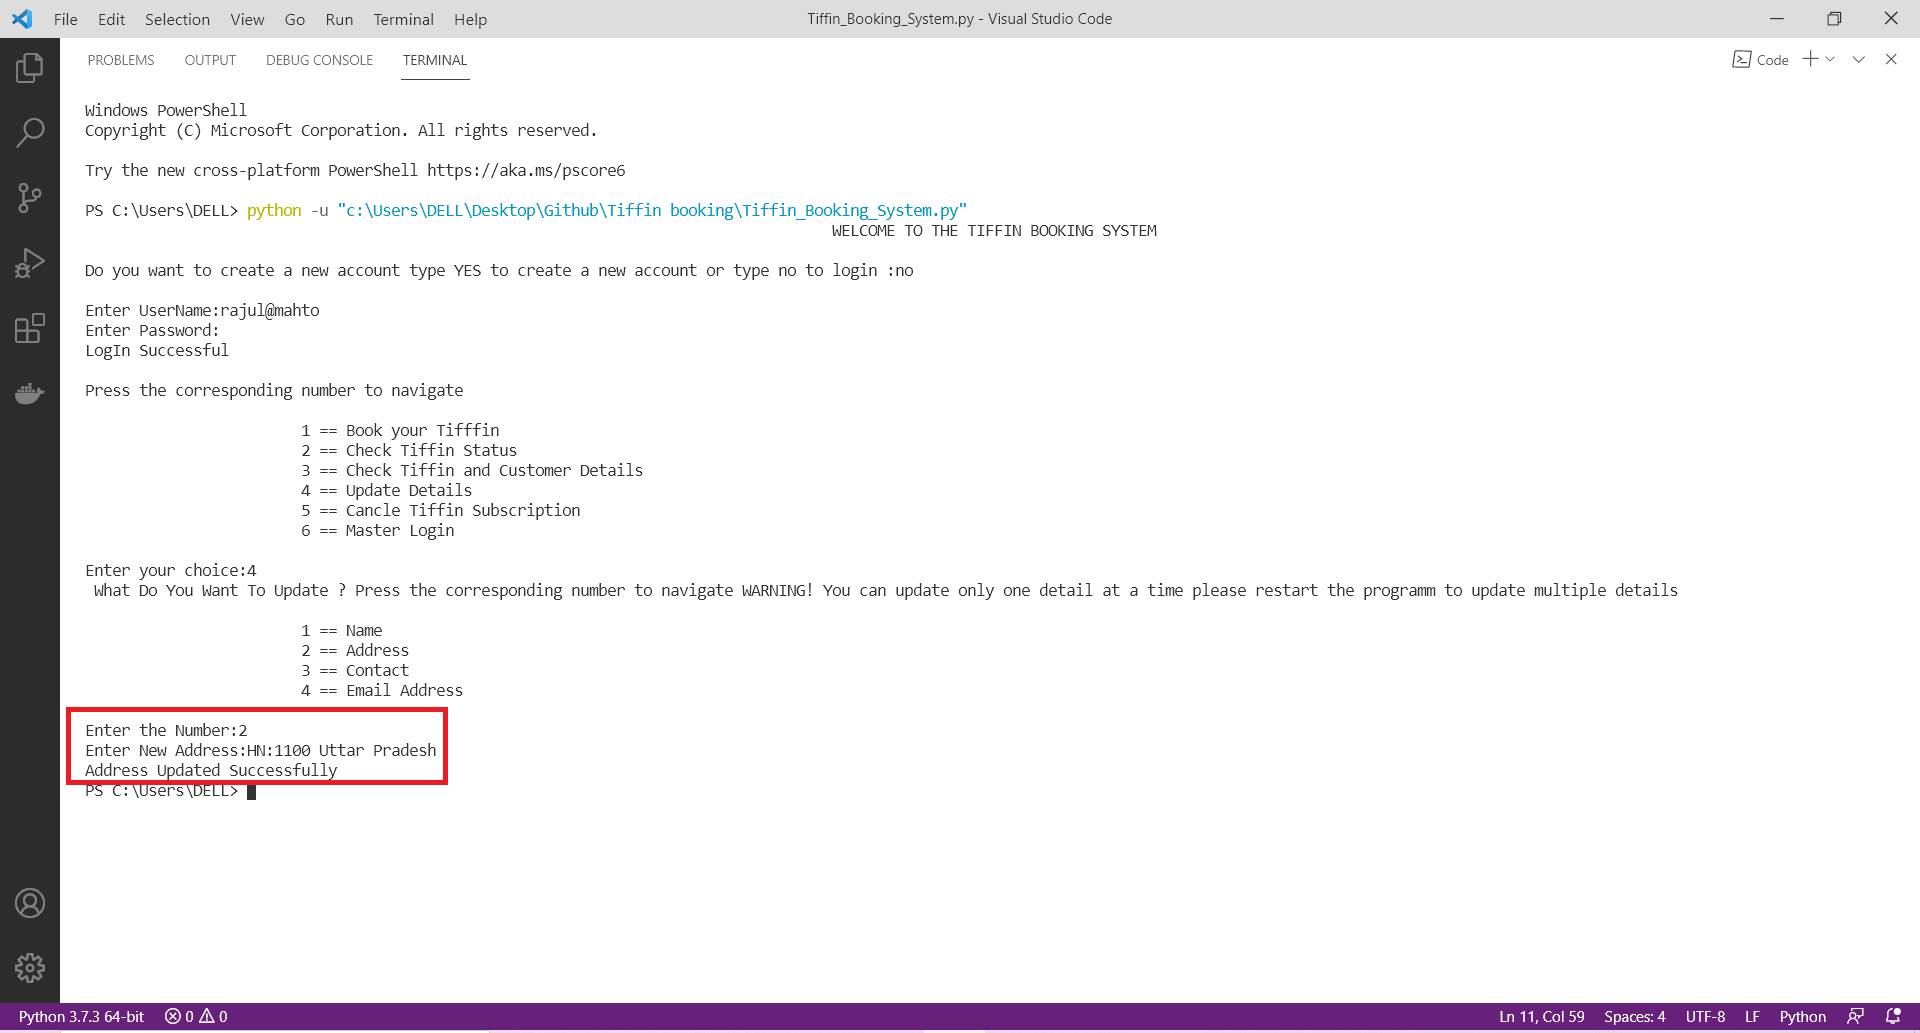 File Edit Selection View Go Run Terminal Help Tiffin_Booking_System.py - Visual Studio Code
PROBLEMS OUTPUT DEBUG CONSOLE TERMINAL Code
Windows PowerShell
Copyright (C) Microsoft Corporation. All rights reserved.
Try the new cross-platform PowerShell https://aka.ms/pscore6
PS C:\Users\DELL> python -u "c:\Users\DELL\Desktop\Github\Tiffin booking\Tiffin_Booking_System.py"
WELCOME TO THE TIFFIN BOOKING SYSTEM
Do you want to create a new account type YES to create a new account or type no to login :no
Enter UserName:rajul@mahto
Enter Password:
LogIn Successful
Press the corresponding number to navigate
1 == Book your Tifffin
2 == Check Tiffin Status
3 == Check Tiffin and Customer Details
4 == Update Details
5 == Cancle Tiffin Subscription
6 == Master Login
Enter your choice:4
What Do You Want To Update ? Press the corresponding number to navigate WARNING! You can update only one detail at a time please restart the programm to update multiple details
1 == Name
2 == Address
3 == Contact
4 == Email Address
Enter the Number:2
Enter New Address:HN:1100 Uttar Pradesh
Address Updated Successfully
PS C:\Users\DELL>
Python 3.7.3 64-bit 0 0 Ln 11, Col 59 Spaces: 4 UTF-8 LF Python